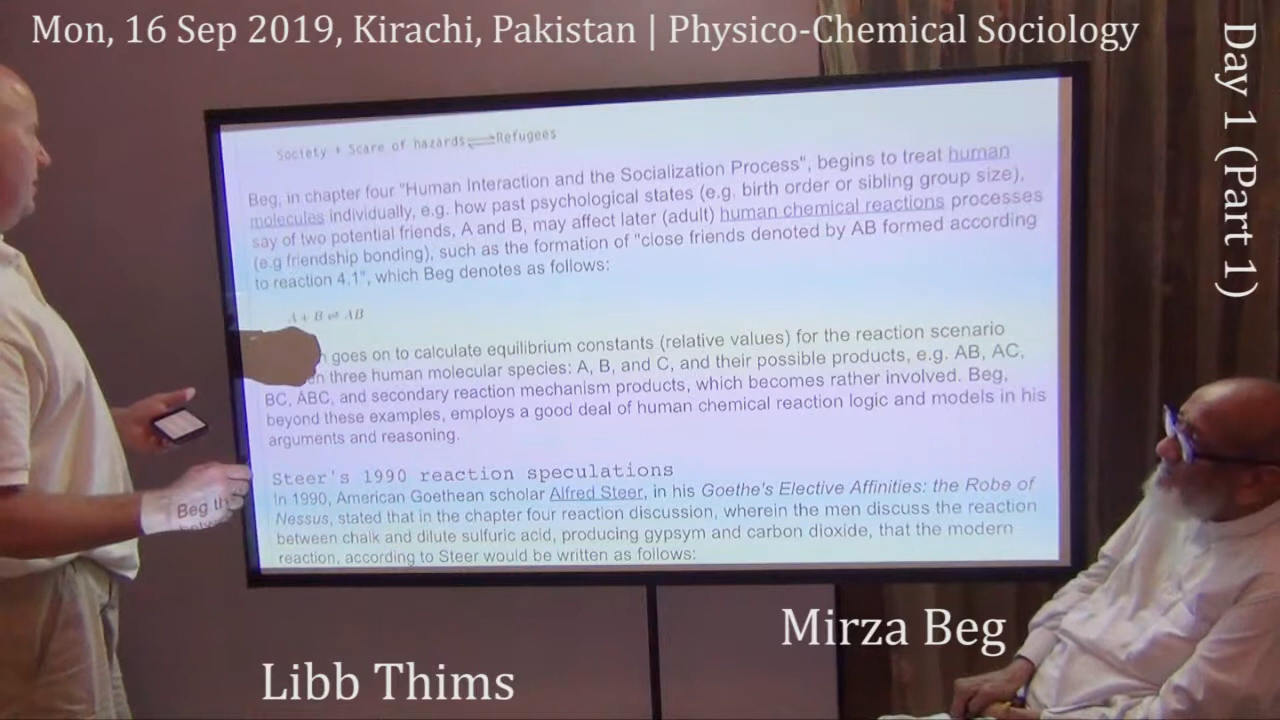 Mon, 16 Sep 2019, Kirachi, Pakistan | Physico-Chemical Sociology
Day 1 (Part 1)
Society + Scare of hazards⇌Refugees
Beg, in chapter four "Human Interaction and the Socialization Process", begins to treat human
molecules individually, e.g. how past psychological states (e.g. birth order or sibling group size),
say of two potential friends, A and B, may affect later (adult) human chemical reactions processes
(e.g friendship bonding), such as the formation of "close friends denoted by AB formed according
to reaction 4.1", which Beg denotes as follows:
A + B ⇌ AB
goes on to calculate equilibrium constants (relative values) for the reaction scenario
three human molecular species: A, B, and C, and their possible products, e.g. AB, AC,
BC, ABC, and secondary reaction mechanism products, which becomes rather involved. Beg,
beyond these examples, employs a good deal of human chemical reaction logic and models in his
arguments and reasoning.
Beg
Steer's 1990 reaction speculations
In 1990, American Goethean scholar Alfred Steer, in his Goethe's Elective Affinities: the Robe of
Nessus, stated that in the chapter four reaction discussion, wherein the men discuss the reaction
between chalk and dilute sulfuric acid, producing gypsym and carbon dioxide, that the modern
reaction, according to Steer would be written as follows:
Mirza Beg
Libb Thims